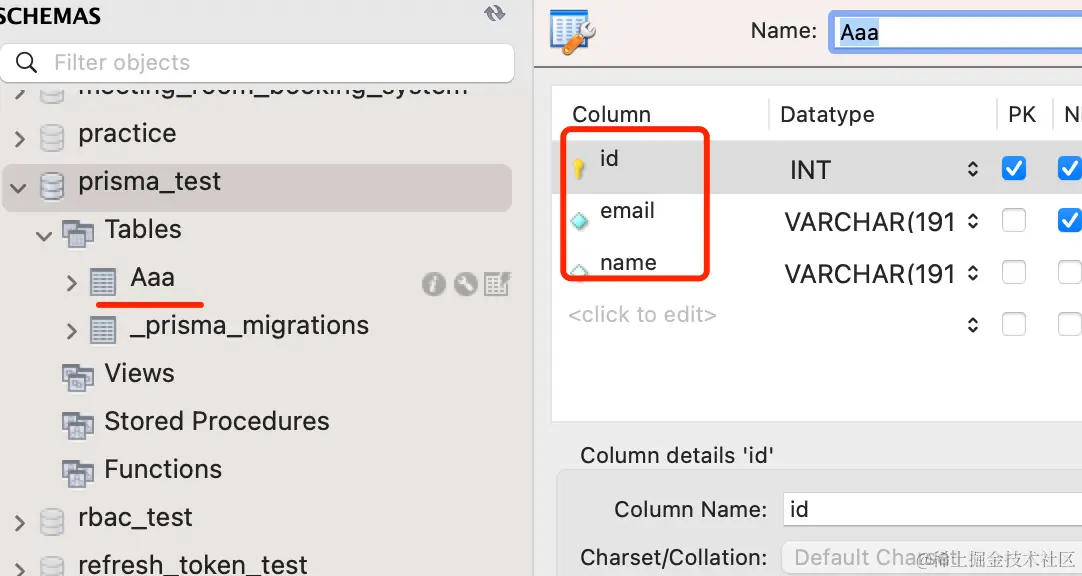 SCHEMAS
Filter objects
meeting_room_booking_system
practice
prisma_test
Tables
Aaa
_prisma_migrations
Views
Stored Procedures
Functions
rbac_test
refresh_token_test
Name: Aaa
Column Datatype PK
id INT
email VARCHAR(191
name VARCHAR(191
<click to edit>
Column details 'id'
Column Name: id
Charset/Collation: Default
@稀土掘金技术社区